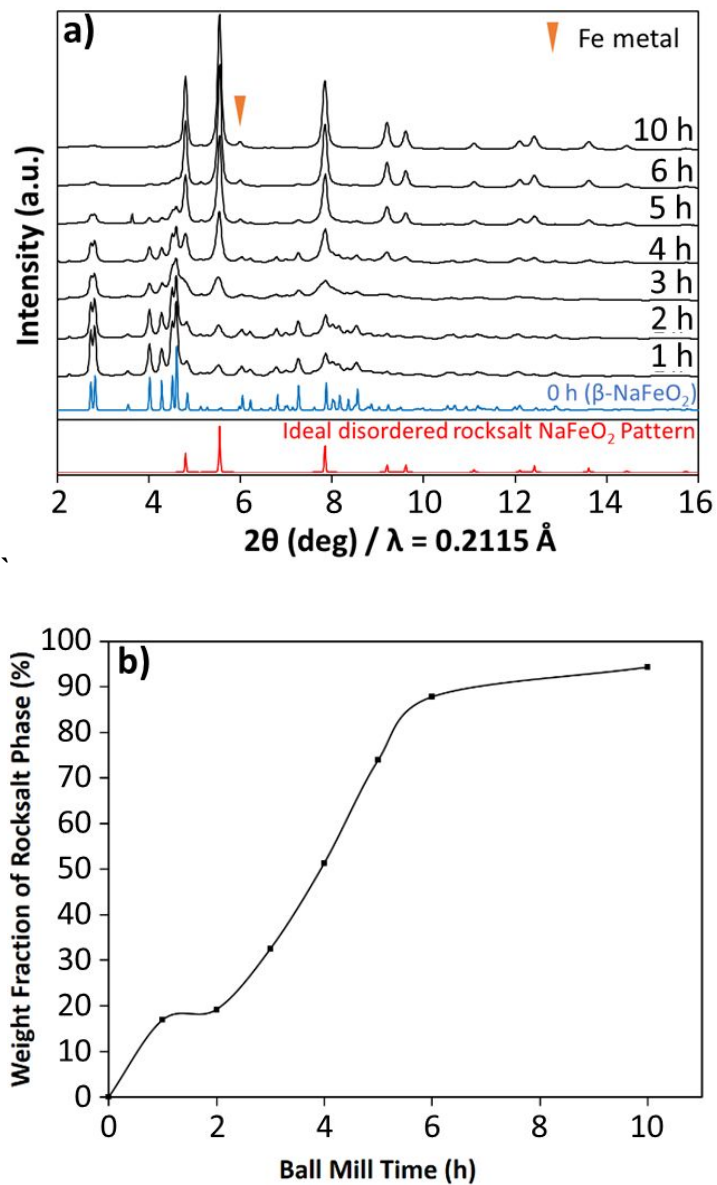 a)
Fe metal
10 h
6 h
5 h
4 h
3 h
2 h
1 h
0 h (β-NaFeO₂)
Ideal disordered rocksalt NaFeO₂ Pattern
Intensity (a.u.)
2 4 6 8 10 12 14 16
2θ (deg) / λ = 0.2115 Å
`
b)
100
90
80
70
60
50
40
30
20
10
0
Weight Fraction of Rocksalt Phase (%)
0 2 4 6 8 10
Ball Mill Time (h)